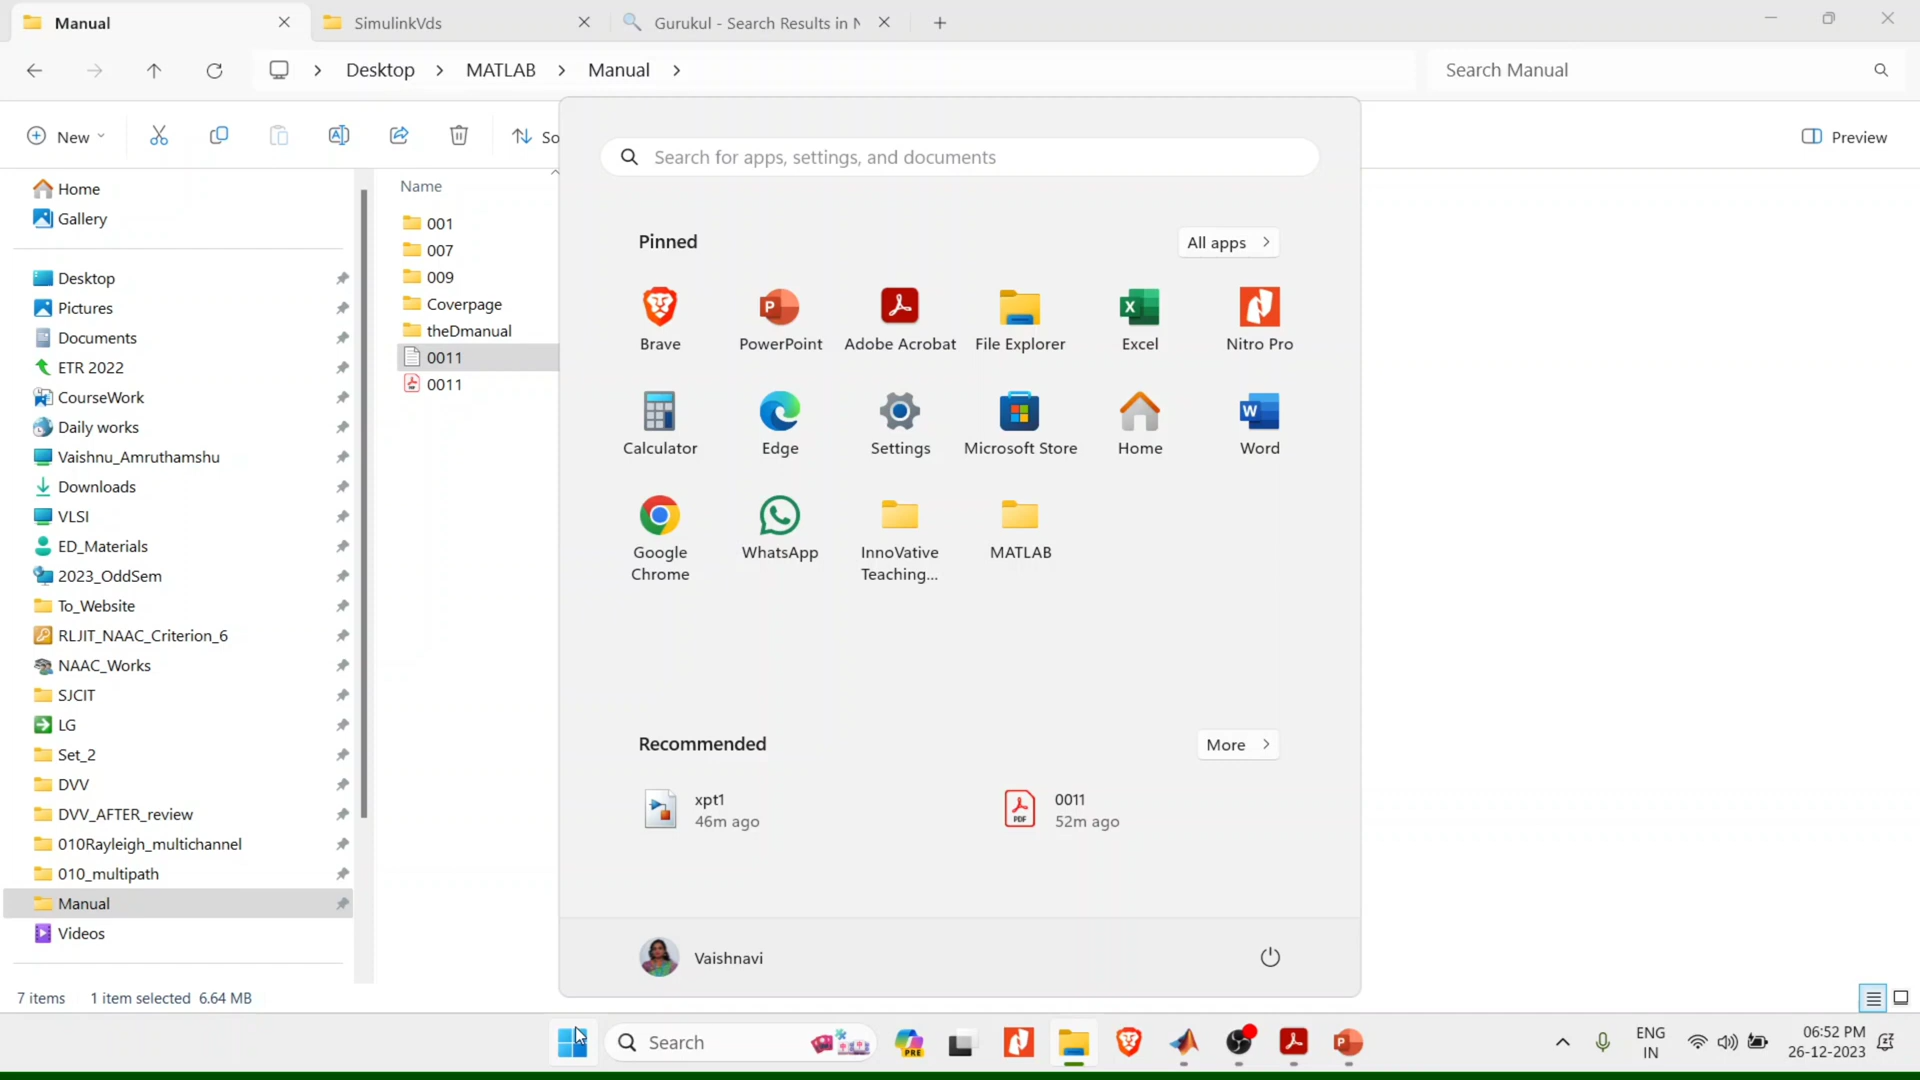 Manual
SimulinkVds
Gurukul - Search Results in N
Desktop
MATLAB
Manual
Search Manual
New
So
Preview
Home
Gallery
Desktop
Pictures
Documents
ETR 2022
CourseWork
Daily works
Vaishnu_Amruthamshu
Downloads
VLSI
ED_Materials
2023_OddSem
To_Website
RLJIT_NAAC_Criterion_6
NAAC_Works
SJCIT
LG
Set_2
DVV
DVV_AFTER_review
010Rayleigh_multichannel
010_multipath
Manual
Videos
Name
001
007
009
Coverpage
theDmanual
0011
0011
Search for apps, settings, and documents
Pinned
All apps
Brave
PowerPoint
Adobe Acrobat
File Explorer
Excel
Nitro Pro
Calculator
Edge
Settings
Microsoft Store
Home
Word
Google
Chrome
WhatsApp
InnoVative
Teaching...
MATLAB
Recommended
More
xpt1
46m ago
PDF
0011
52m ago
Vaishnavi
7 items
1 item selected 6.64 MB
Search
PRE
ENG
IN
06:52 PM
26-12-2023